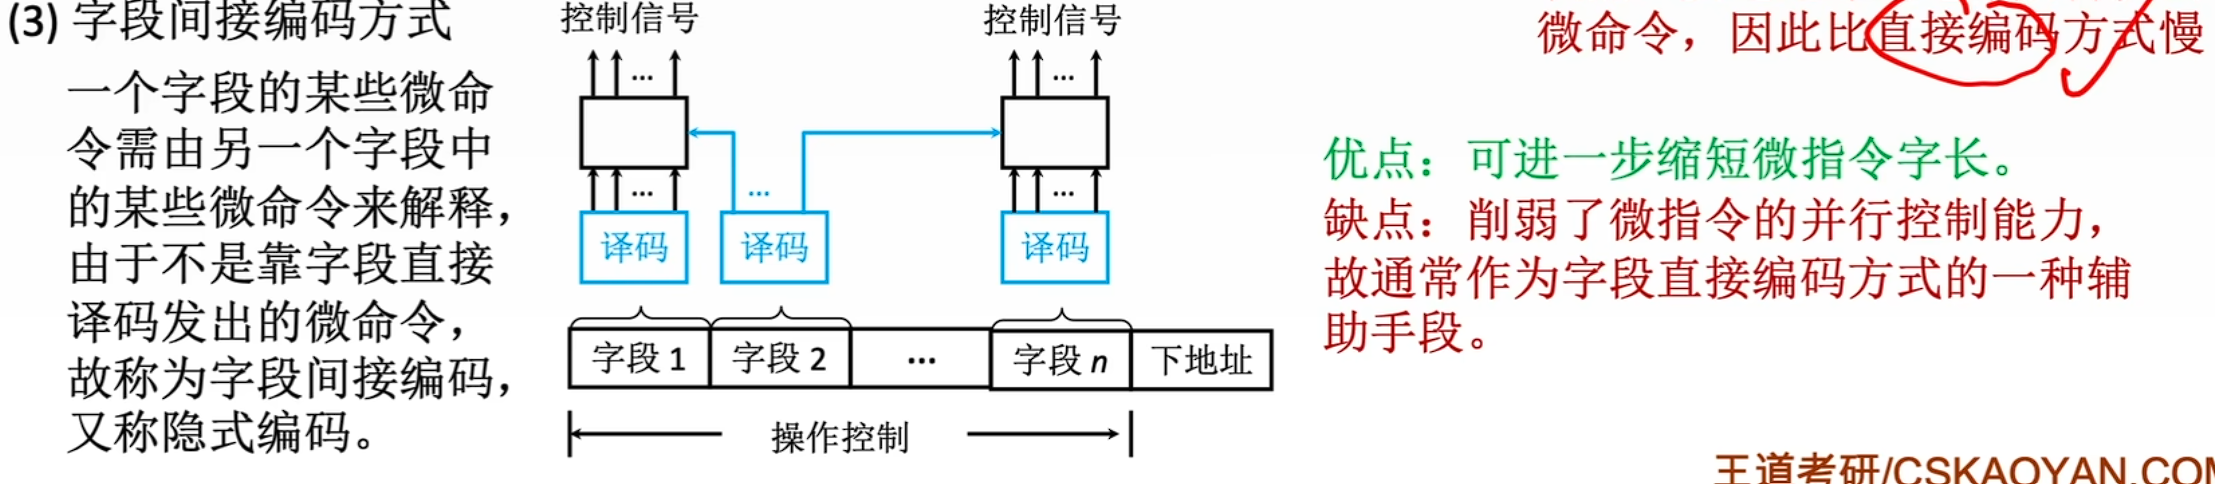 (3) 字段间接编码方式
一个字段的某些微命
令需由另一个字段中
的某些微命令来解释，
由于不是靠字段直接
译码发出的微命令，
故称为字段间接编码，
又称隐式编码。
控制信号
控制信号
...
...
...
...
...
译码
译码
译码
字段 1
字段 2
...
字段 n
下地址
操作控制
微命令，因此比直接编码方式慢
优点：可进一步缩短微指令字长。
缺点：削弱了微指令的并行控制能力，
故通常作为字段直接编码方式的一种辅
助手段。
王道考研/CSKAOYAN.COM